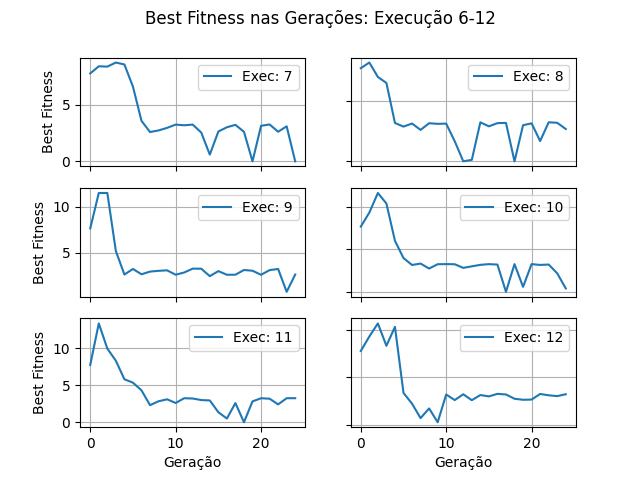 Best Fitness nas Gerações: Execução 6-12
Best Fitness
5
0
Exec: 7
Exec: 8
Best Fitness
10
5
Exec: 9
Exec: 10
Best Fitness
10
5
0
Exec: 11
Exec: 12
0 10 20
0 10 20
Geração
Geração